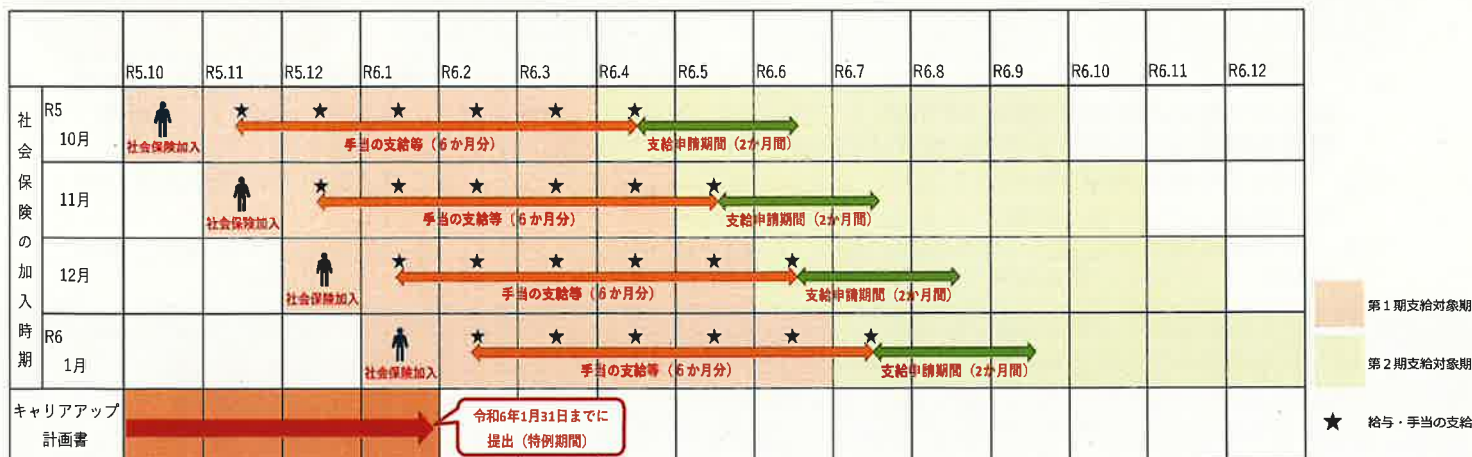 R5.10 R5.11 R5.12 R6.1 R6.2 R6.3 R6.4 R6.5 R6.6 R6.7 R6.8 R6.9 R6.10 R6.11 R6.12
社会保険の加入時期
R5
10月
社会保険加入
★ ★ ★ ★ ★ ★
手当の支給等（6か月分）
支給申請期間（2か月間）
11月
社会保険加入
★ ★ ★ ★ ★ ★
手当の支給等（6か月分）
支給申請期間（2か月間）
12月
社会保険加入
★ ★ ★ ★ ★ ★
手当の支給等（6か月分）
支給申請期間（2か月間）
R6
1月
社会保険加入
★ ★ ★ ★ ★ ★
手当の支給等（6か月分）
支給申請期間（2か月間）
キャリアアップ
計画書
令和6年1月31日までに
提出（特例期間）
第1期支給対象期
第2期支給対象期
★ 給与・手当の支給